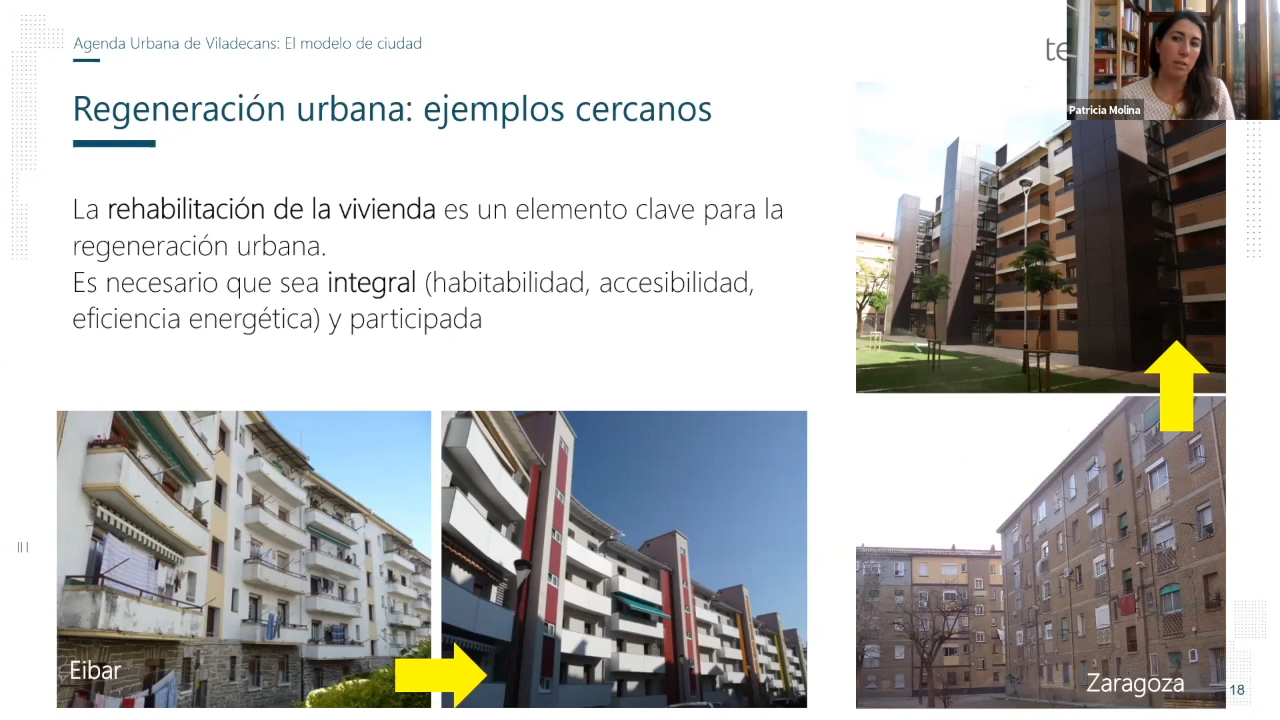 Agenda Urbana de Viladecans: El modelo de ciudad
te
Patricia Molina
Regeneración urbana: ejemplos cercanos
La rehabilitación de la vivienda es un elemento clave para la
regeneración urbana.
Es necesario que sea integral (habitabilidad, accesibilidad,
eficiencia energética) y participada
Eibar
Zaragoza
18